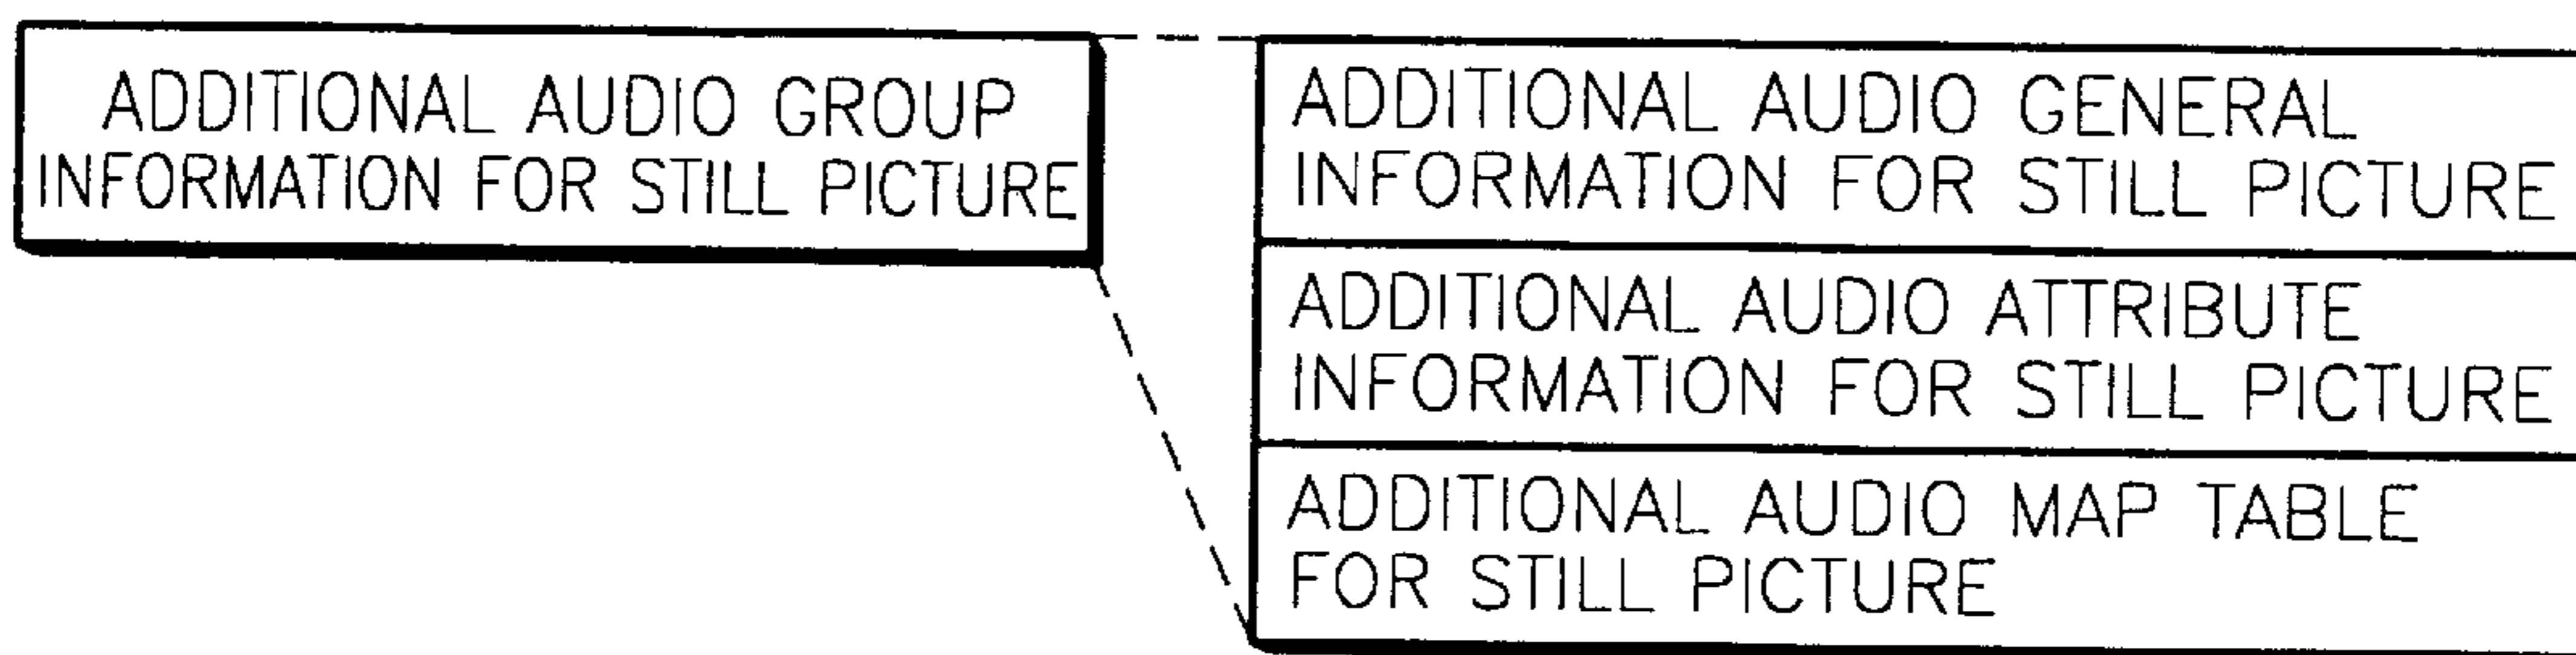 ADDITIONAL AUDIO GROUP
INFORMATION FOR STILL PICTURE
ADDITIONAL AUDIO GENERAL
INFORMATION FOR STILL PICTURE
ADDITIONAL AUDIO ATTRIBUTE
INFORMATION FOR STILL PICTURE
ADDITIONAL AUDIO MAP TABLE
FOR STILL PICTURE